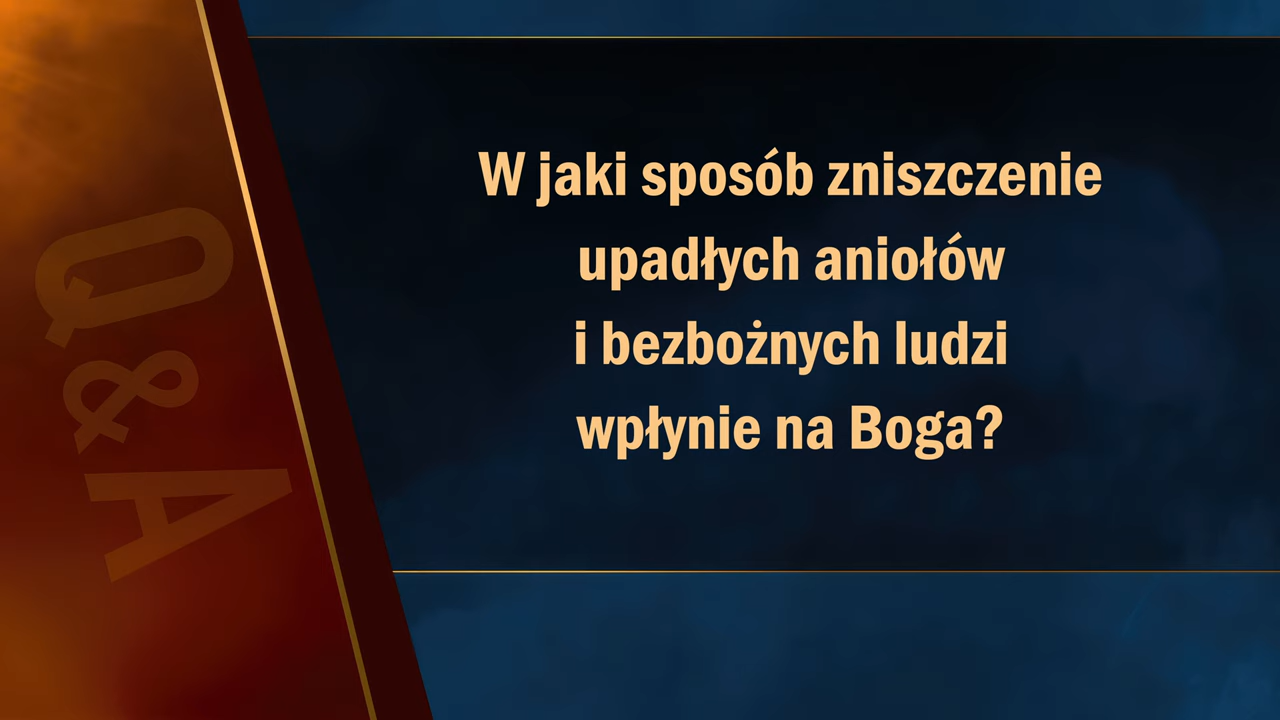 Q & A
W jaki sposób zniszczenie
upadłych aniołów
i bezbożnych ludzi
wpłynie na Boga?